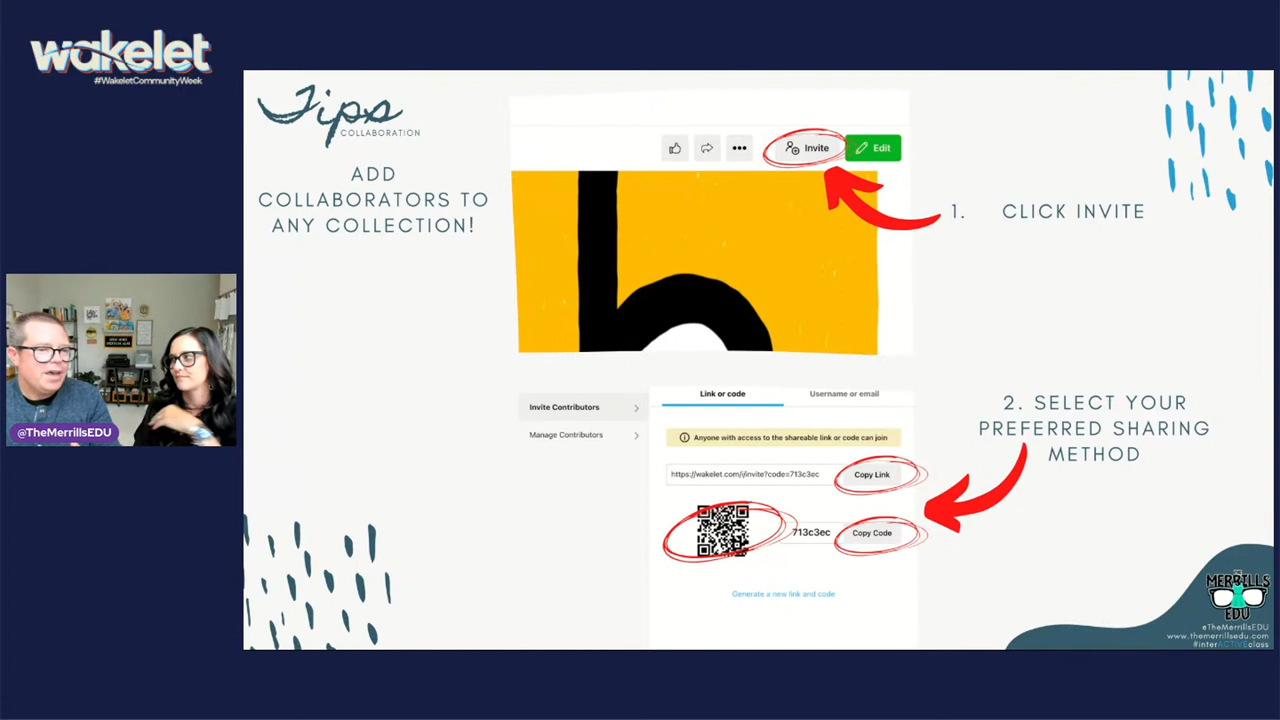 wakelet
#WakeletCommunityWeek
Tips
COLLABORATION
ADD
COLLABORATORS TO
ANY COLLECTION!
Invite
Edit
1. CLICK INVITE
Invite Contributors
Manage Contributors
Link or code
Username or email
Anyone with access to the shareable link or code can join
https://wakelet.com/i/invite?code=713c3ec
Copy Link
713c3ec
Copy Code
Generate a new link and code
2. SELECT YOUR
PREFERRED SHARING
METHOD
@TheMerrillsEDU
THE
MERRILLS
EDU
@TheMerrillsEDU
www.themerrillsedu.com
#interACTIVEclass